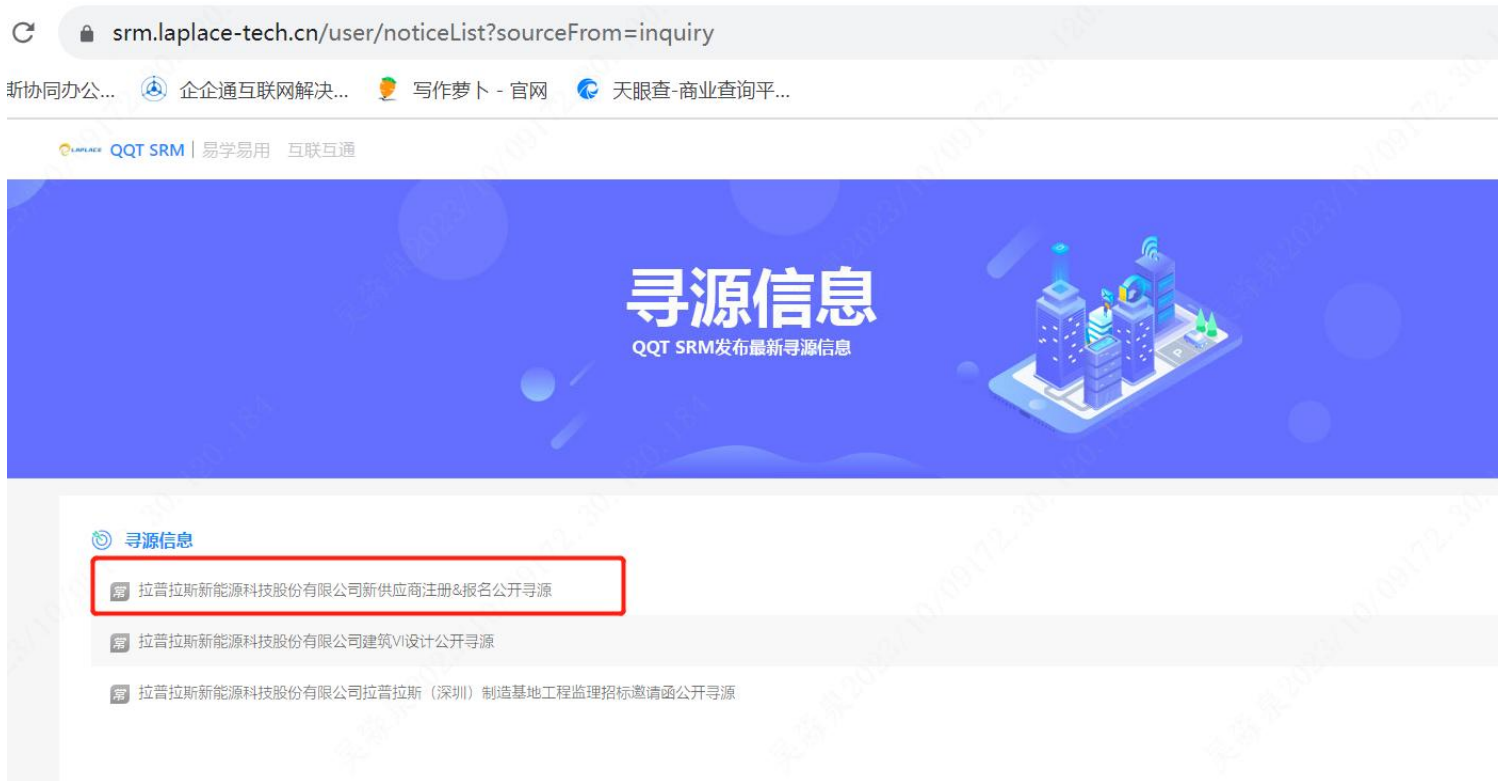 srm.laplace-tech.cn/user/noticeList?sourceFrom=inquiry
斯协同办公... 企企通互联网解决... 写作萝卜 - 官网 天眼查-商业查询平...
LAPLACE QQT SRM | 易学易用 互联互通
寻源信息
QQT SRM发布最新寻源信息
P
寻源信息
常 拉普拉斯新能源科技股份有限公司新供应商注册&报名公开寻源
常 拉普拉斯新能源科技股份有限公司建筑VI设计公开寻源
常 拉普拉斯新能源科技股份有限公司拉普拉斯（深圳）制造基地工程监理招标邀请函公开寻源